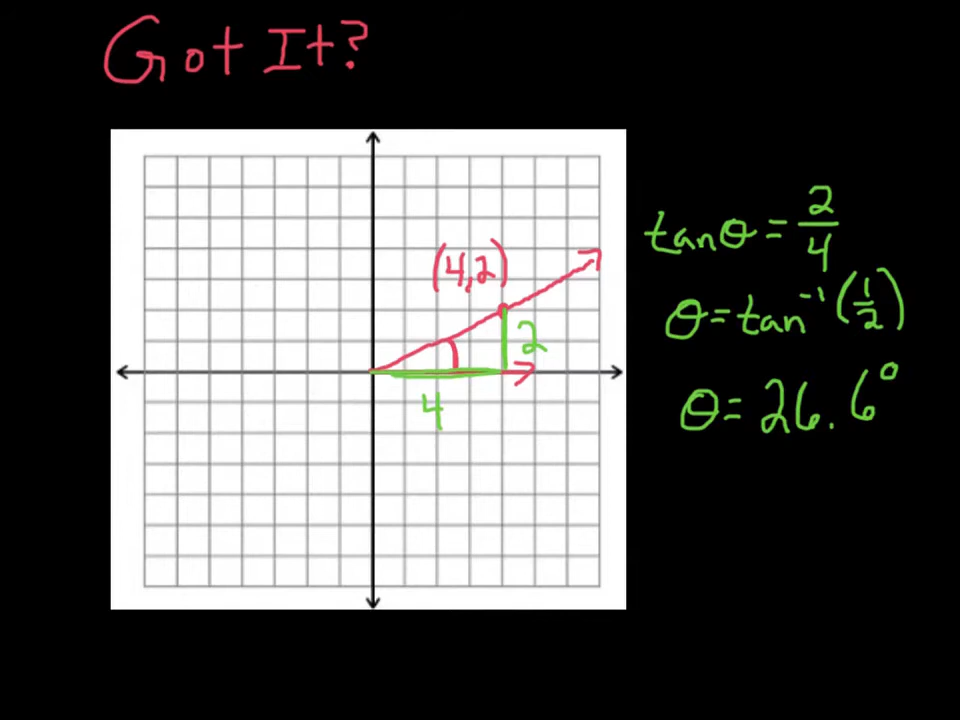 Got It?
(4,2)
2
4
tanθ = 2/4
θ = tan⁻¹(1/2)
θ = 26.6°